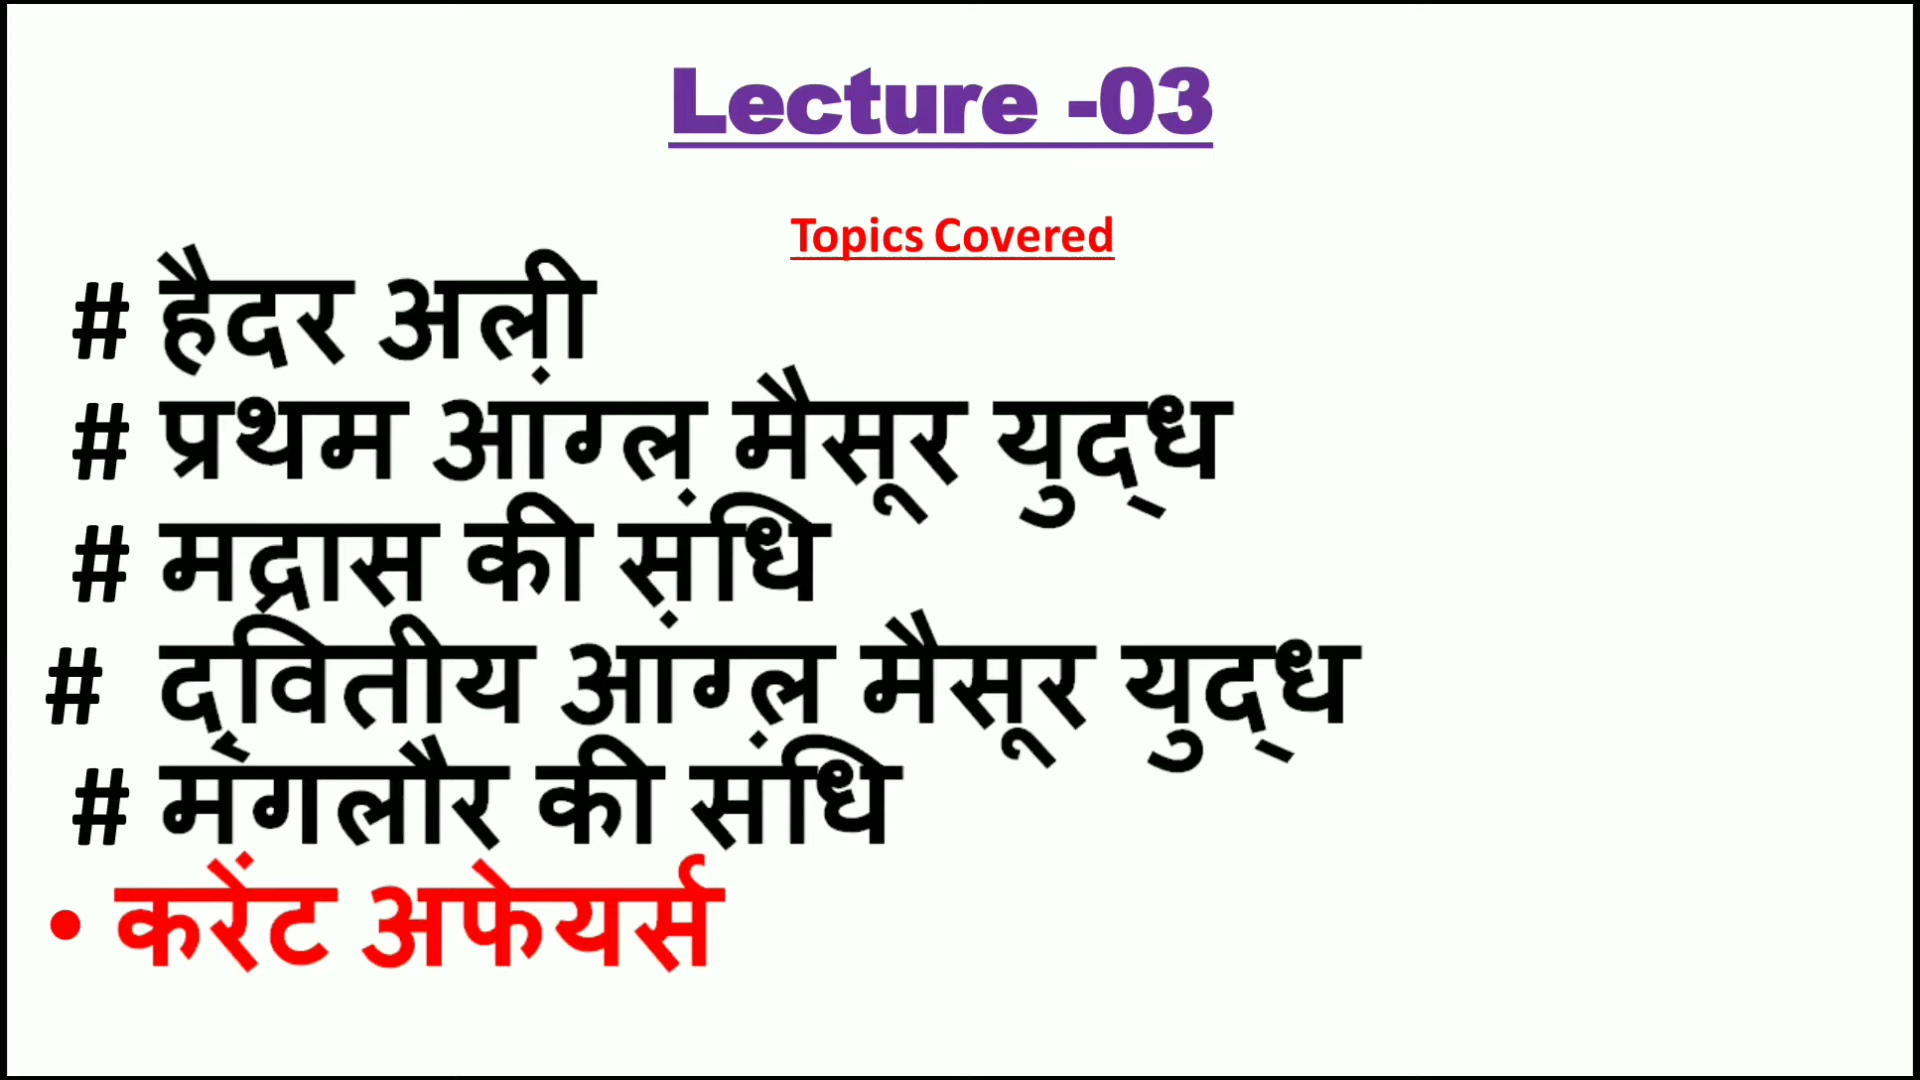 Lecture -03
Topics Covered
# हैदर अली
# प्रथम आंग्ल मैसूर युद्ध
# मद्रास की संधि
# द्वितीय आंग्ल मैसूर युद्ध
# मंगलौर की संधि
• करेंट अफेयर्स